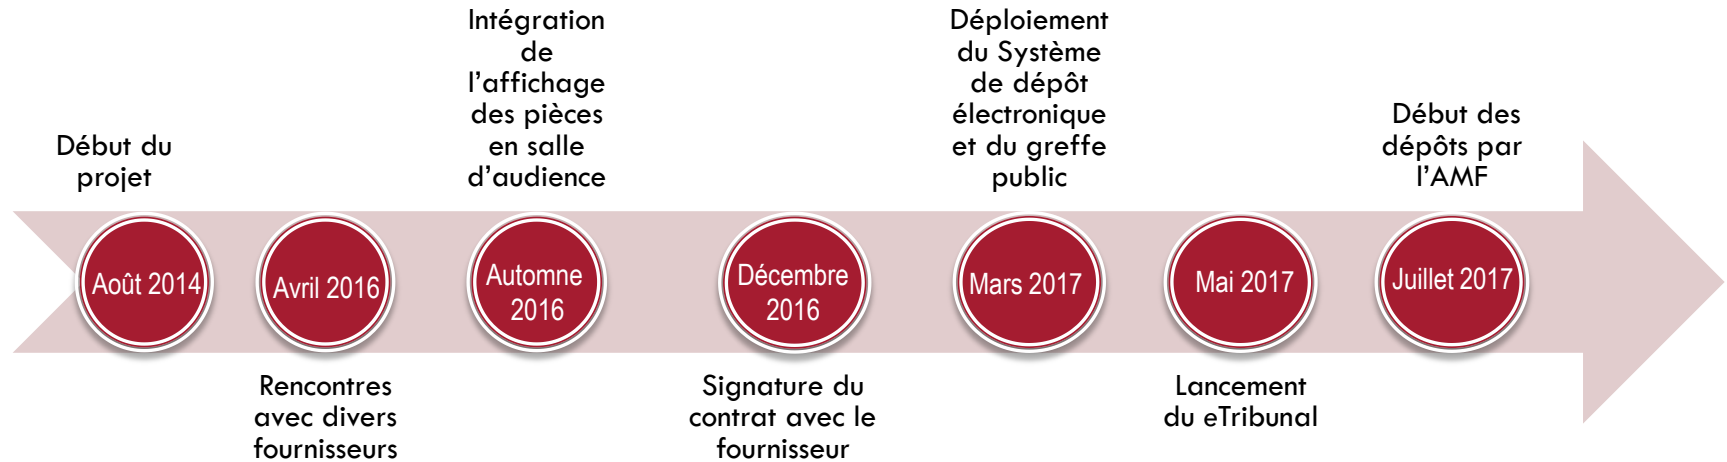 Début du
projet
Août 2014
Avril 2016
Rencontres
avec divers
fournisseurs
Intégration
de
l’affichage
des pièces
en salle
d’audience
Automne
2016
Décembre
2016
Signature du
contrat avec le
fournisseur
Déploiement
du Système
de dépôt
électronique
et du greffe
public
Mars 2017
Mai 2017
Lancement
du eTribunal
Début des
dépôts par
l’AMF
Juillet 2017